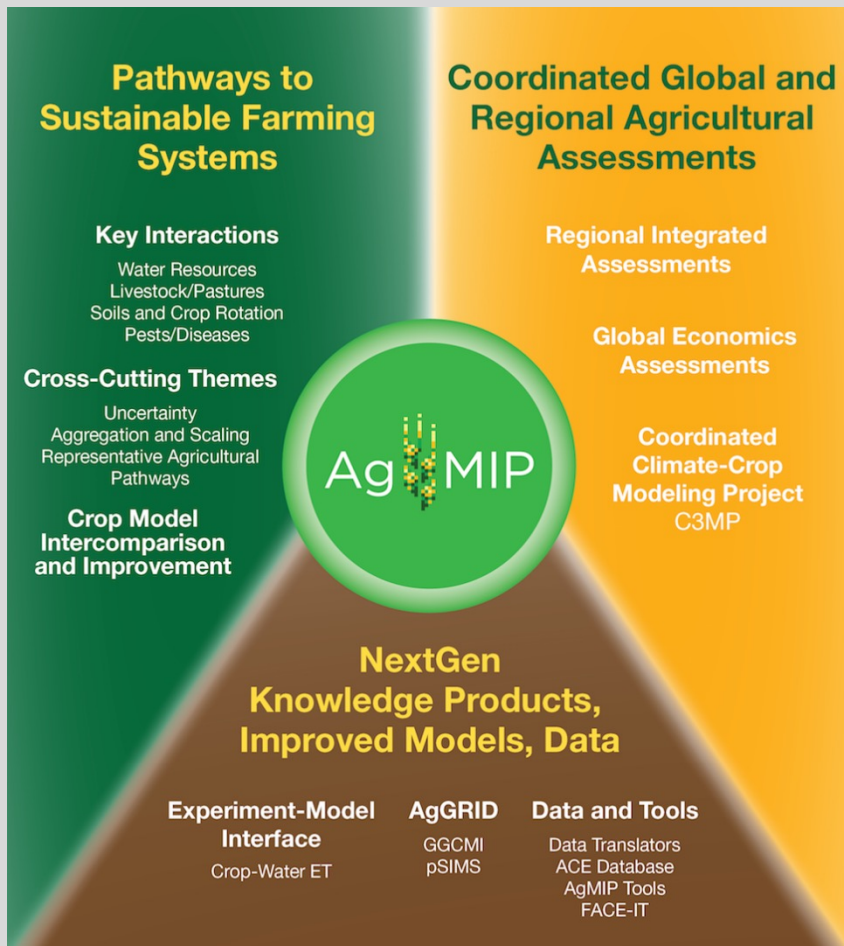 Pathways to
Sustainable Farming
Systems
Key Interactions
Water Resources
Livestock/Pastures
Soils and Crop Rotation
Pests/Diseases
Cross-Cutting Themes
Uncertainty
Aggregation and Scaling
Representative Agricultural
Pathways
Crop Model
Intercomparison
and Improvement
Coordinated Global and
Regional Agricultural
Assessments
Regional Integrated
Assessments
Global Economics
Assessments
Coordinated
Climate-Crop
Modeling Project
C3MP
AgMIP
NextGen
Knowledge Products,
Improved Models, Data
Experiment-Model
Interface
Crop-Water ET
AgGRID
GGCMI
pSIMS
Data and Tools
Data Translators
ACE Database
AgMIP Tools
FACE-IT